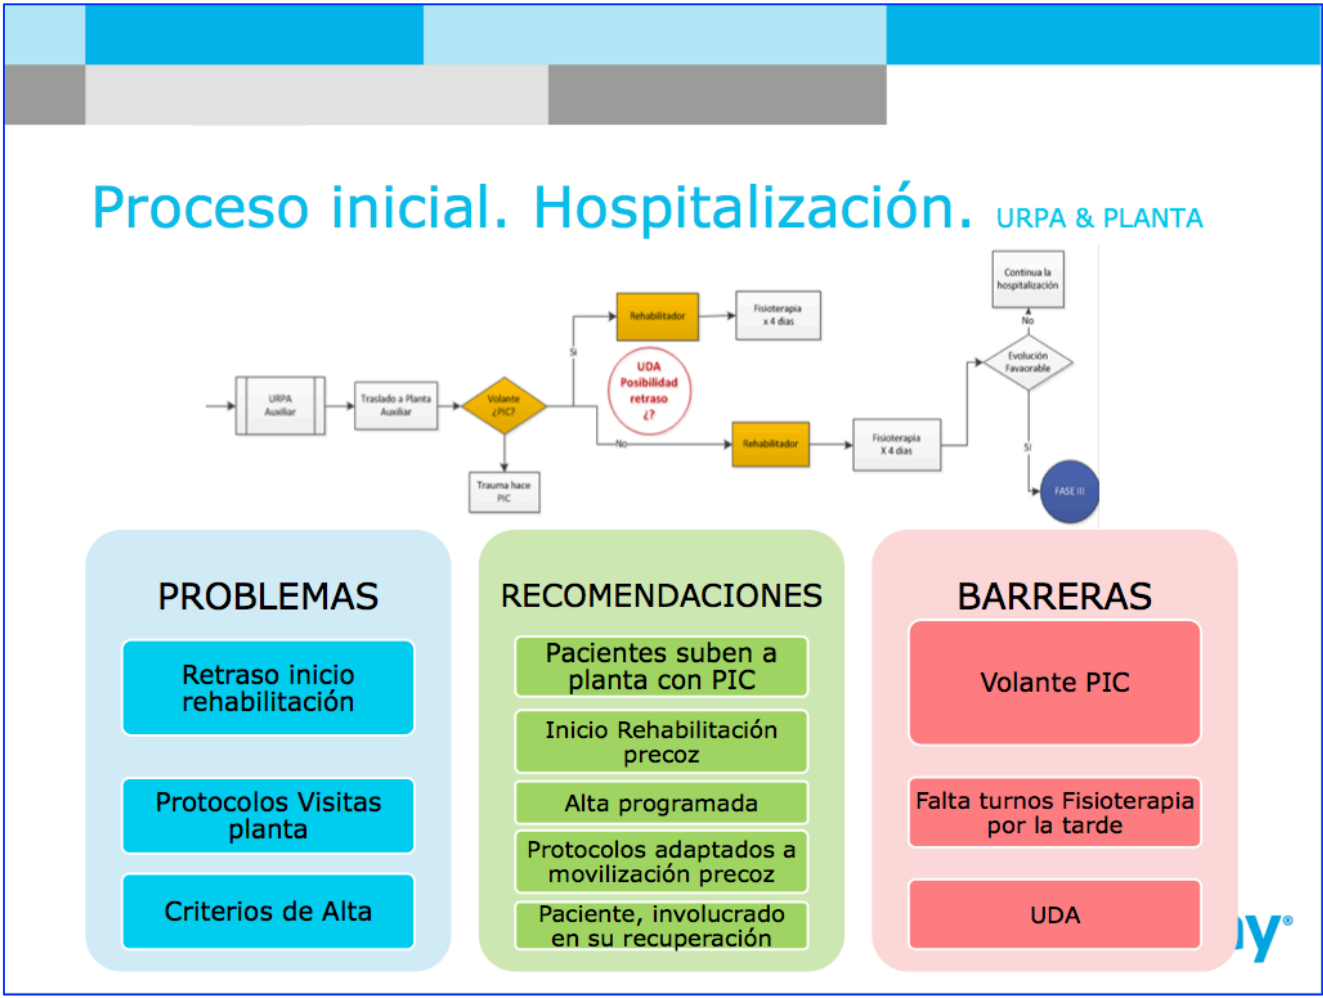 Proceso inicial. Hospitalización. URPA & PLANTA
Continua la
hospitalización
No
Rehabilitador
Fisioterapia
x 4 dias
Si
UDA
Posibilidad
retraso
¿?
Evolución
Favaorable
URPA
Auxiliar
Traslado a Planta
Auxiliar
Volante
¿PIC?
No
Rehabilitador
Fisioterapia
X 4 dias
Si
Trauma hace
PIC
FASE III
PROBLEMAS
Retraso inicio
rehabilitación
Protocolos Visitas
planta
Criterios de Alta
RECOMENDACIONES
Pacientes suben a
planta con PIC
Inicio Rehabilitación
precoz
Alta programada
Protocolos adaptados a
movilización precoz
Paciente, involucrado
en su recuperación
BARRERAS
Volante PIC
Falta turnos Fisioterapia
por la tarde
UDA